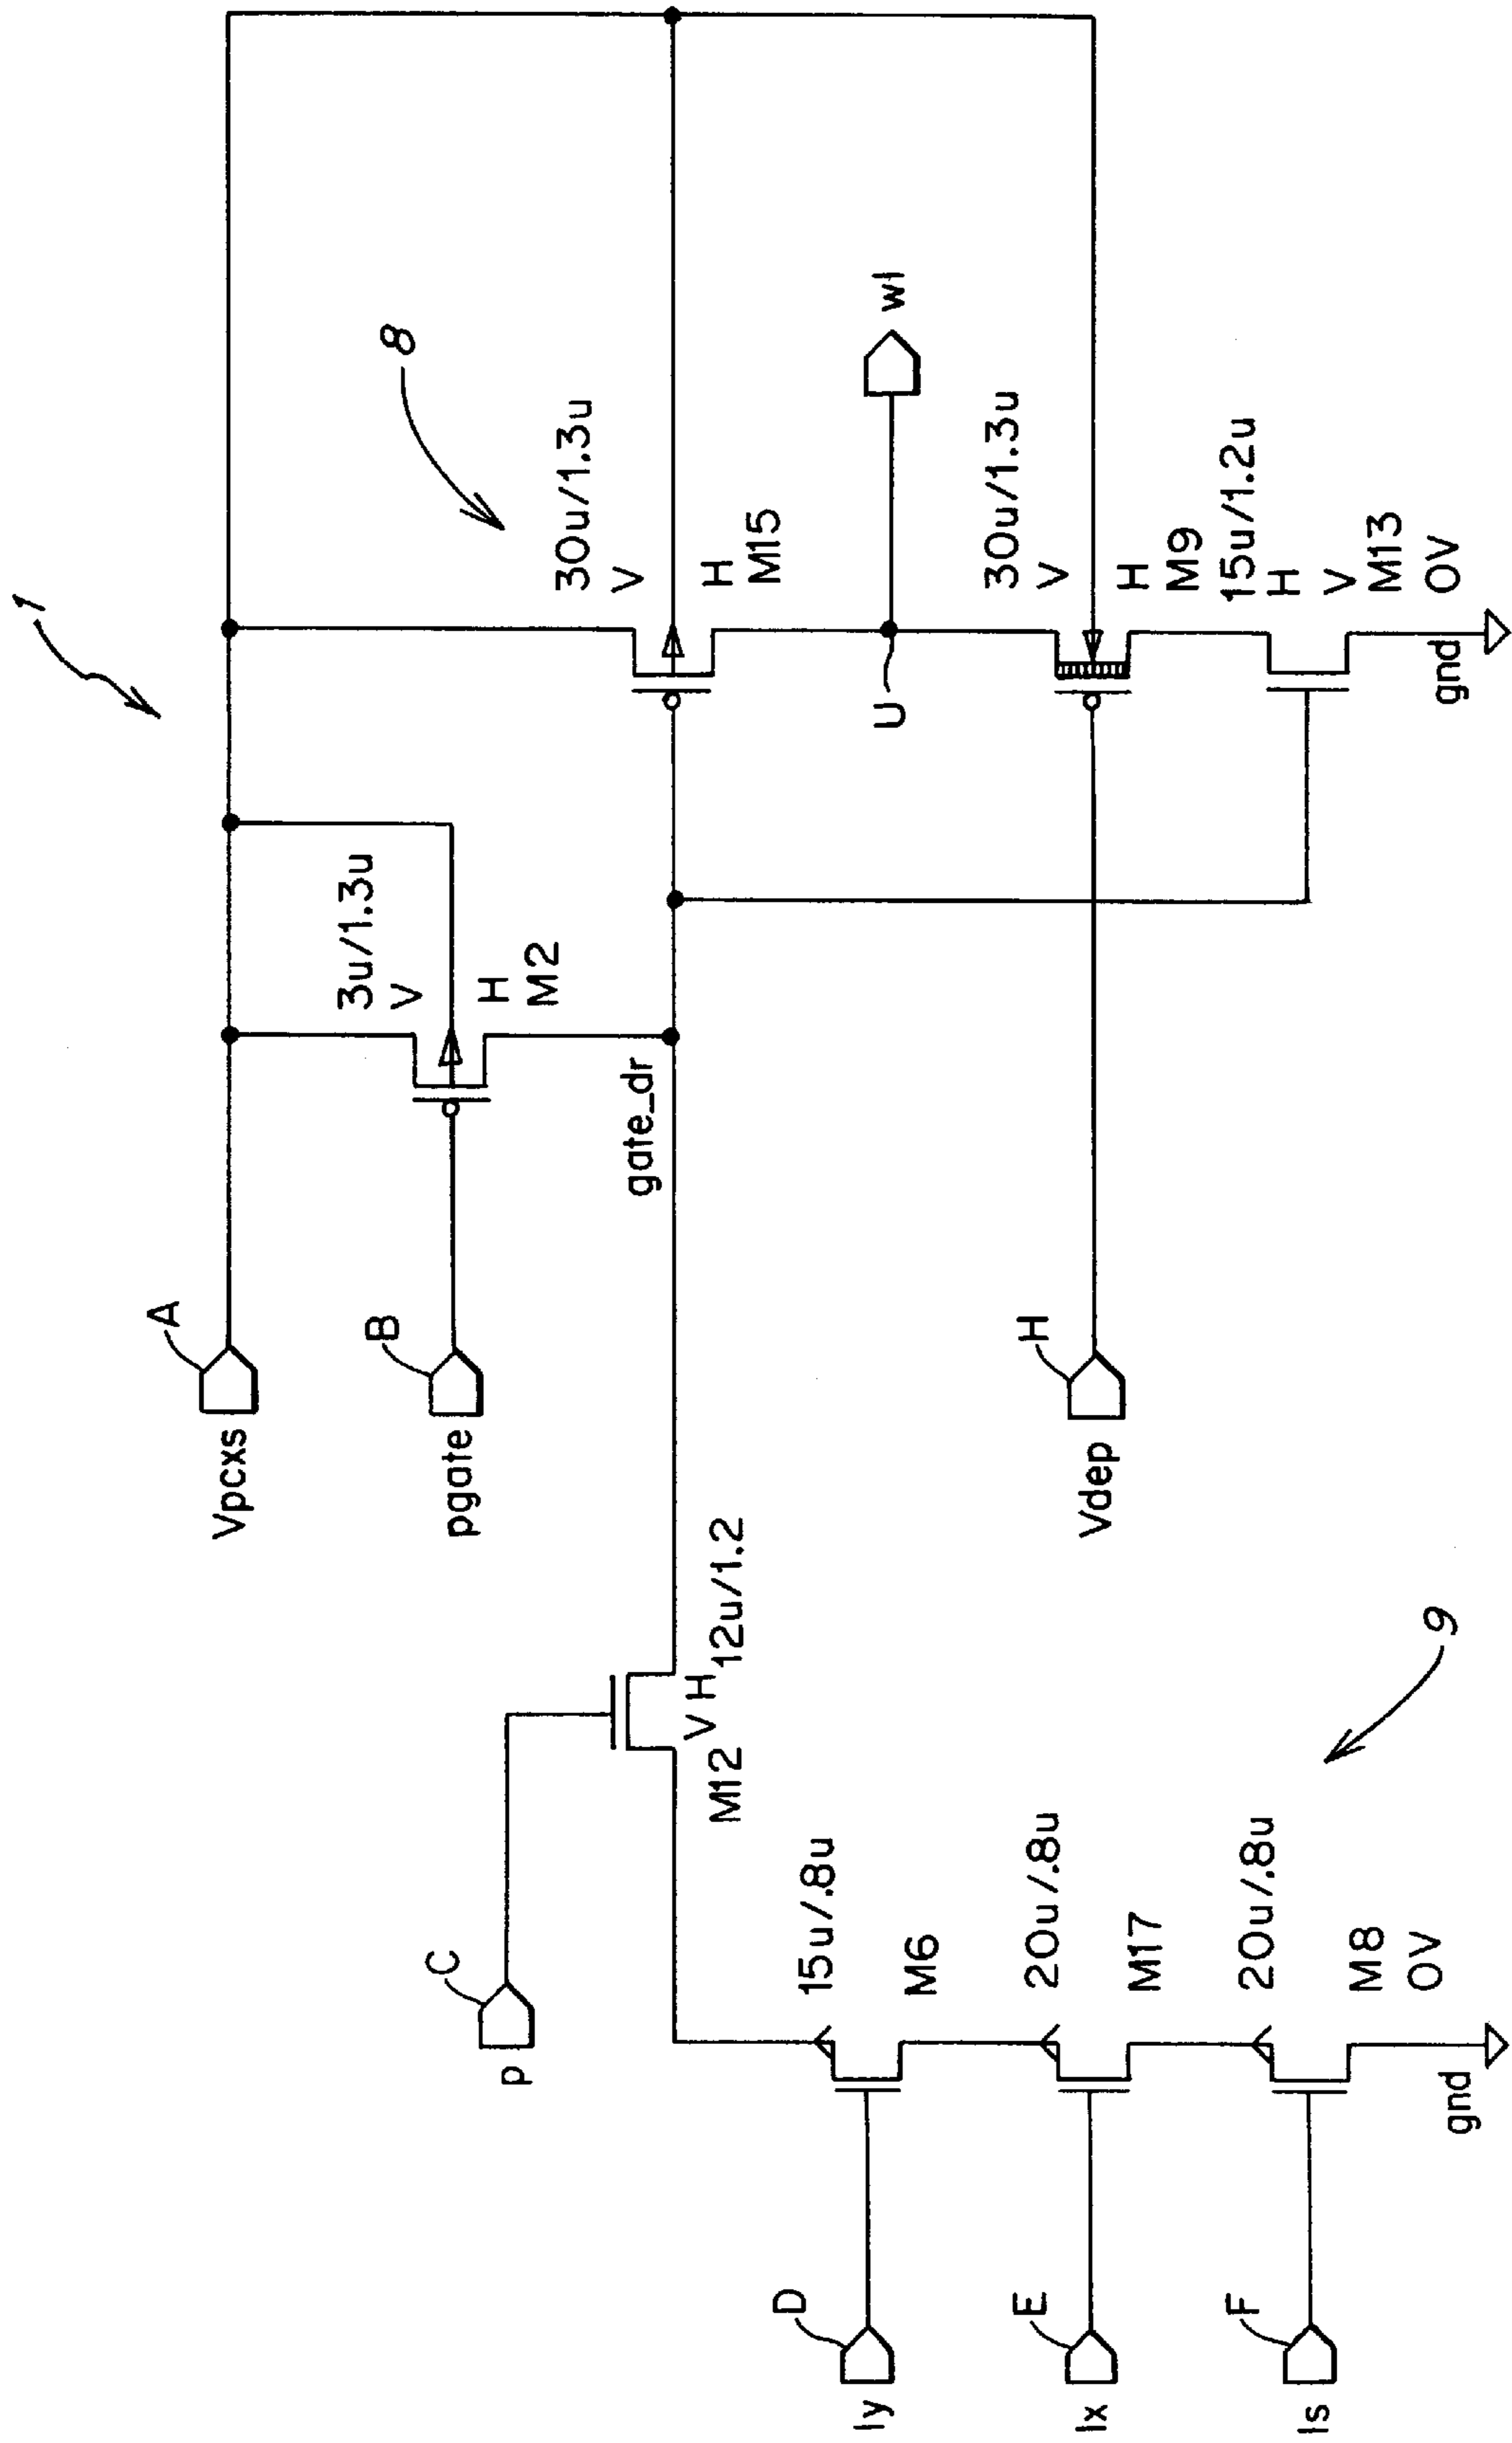 1
8
A
Vpcxs
B
pgate
3u/1.3u
V
H
M2
30u/1.3u
V
H
M15
gate_dr
C
p
M12
V H
12u/1.2
U
wl
H
Vdep
30u/1.3u
V
H
M9
15u/1.2u
H
V
M13
0V
gnd
D
ly
15u/.8u
M6
E
lx
20u/.8u
M17
F
ls
20u/.8u
M8
0V
gnd
9